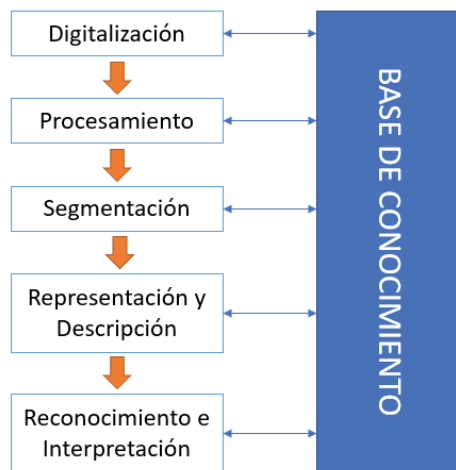 Digitalización
Procesamiento
Segmentación
Representación y
Descripción
Reconocimiento e
Interpretación
BASE DE CONOCIMIENTO